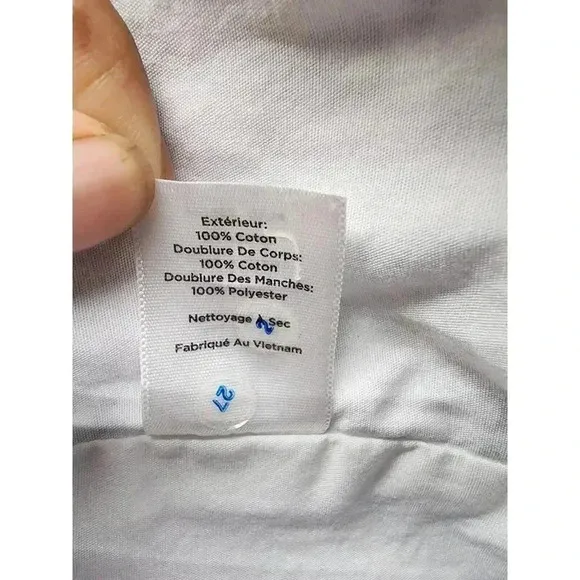 Extérieur:
100% Coton
Doublure De Corps:
100% Coton
Doublure Des Manches:
100% Polyester
Nettoyage À Sec
2
Fabriqué Au Vietnam
27